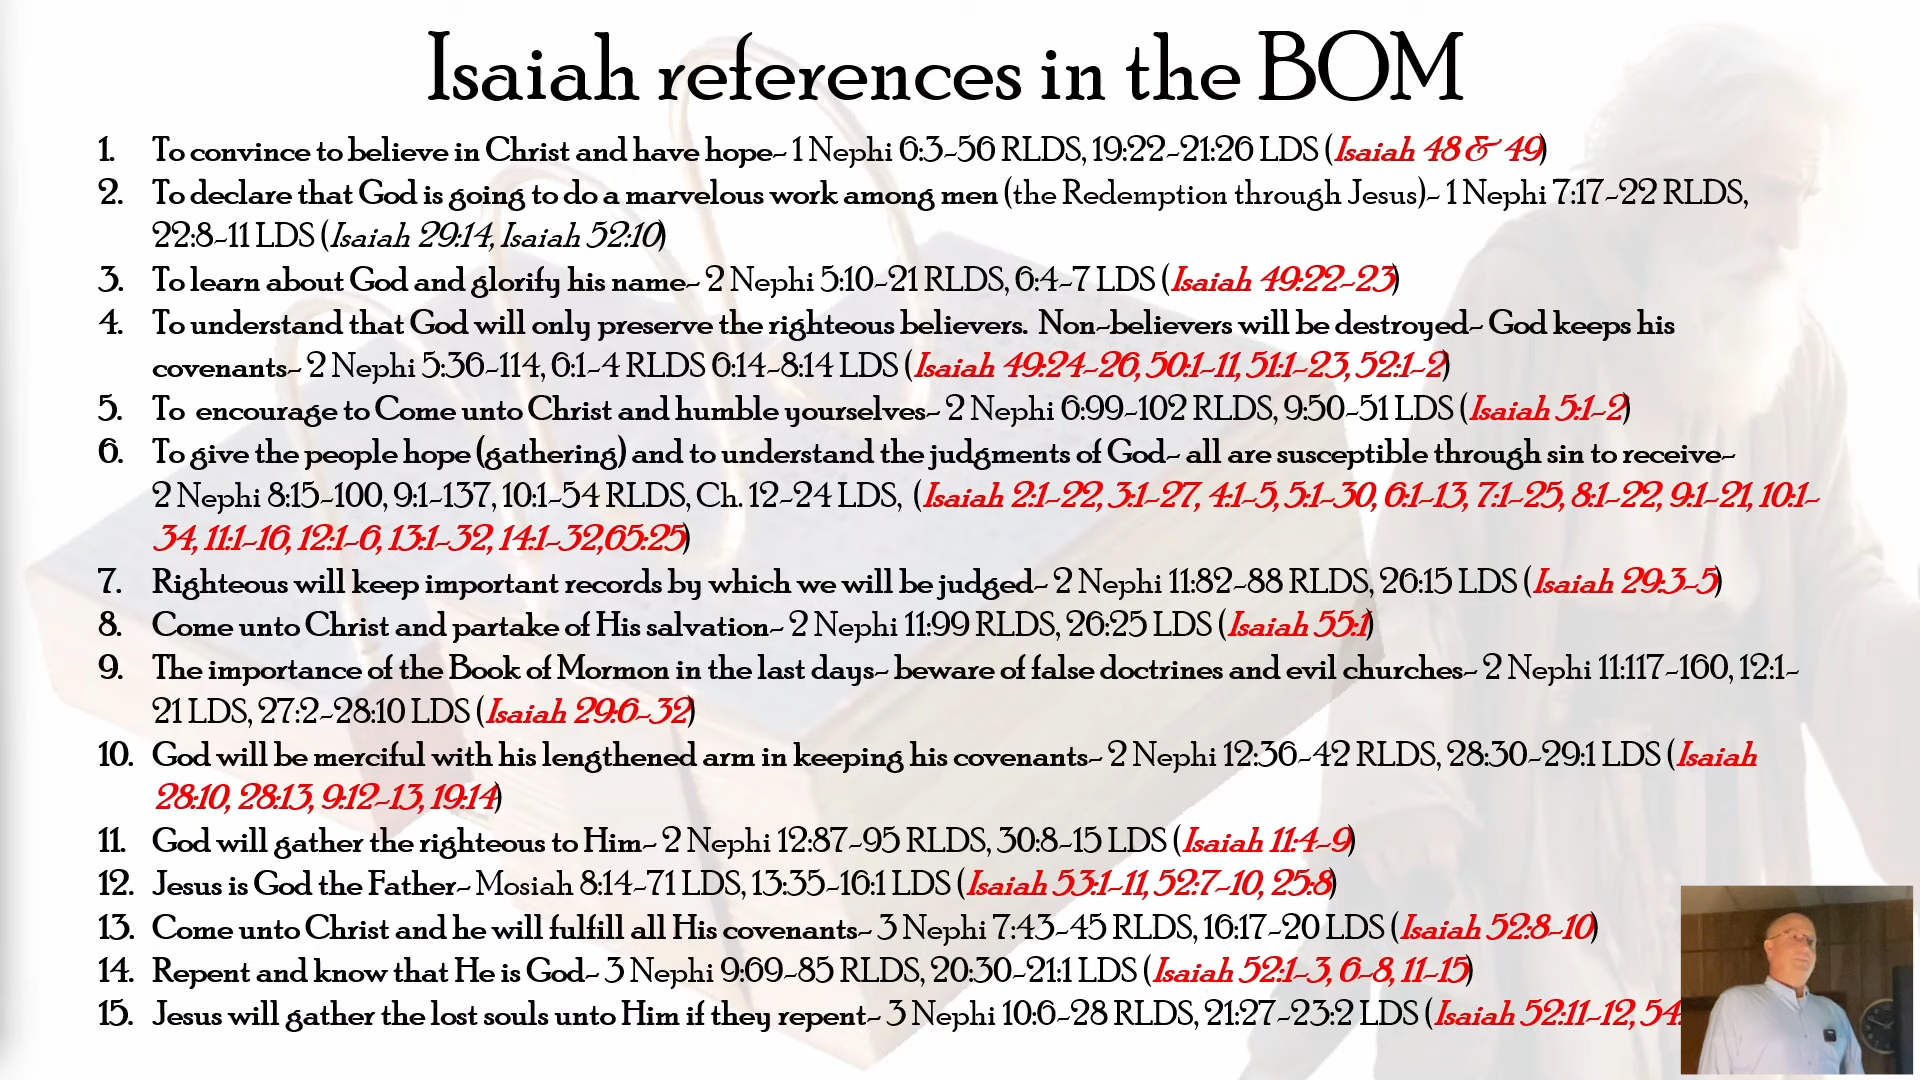 Isaiah references in the BOM
1. To convince to believe in Christ and have hope- 1 Nephi 6:3-56 RLDS, 19:22-21:26 LDS (Isaiah 48 & 49)
2. To declare that God is going to do a marvelous work among men (the Redemption through Jesus)- 1 Nephi 7:17-22 RLDS,
22:8-11 LDS (Isaiah 29:14, Isaiah 52:10)
3. To learn about God and glorify his name- 2 Nephi 5:10-21 RLDS, 6:4-7 LDS (Isaiah 49:22-23)
4. To understand that God will only preserve the righteous believers. Non-believers will be destroyed- God keeps his
covenants- 2 Nephi 5:36-114, 6:1-4 RLDS 6:14-8:14 LDS (Isaiah 49:24-26, 50:1-11, 51:1-23, 52:1-2)
5. To encourage to Come unto Christ and humble yourselves- 2 Nephi 6:99-102 RLDS, 9:50-51 LDS (Isaiah 5:1-2)
6. To give the people hope (gathering) and to understand the judgments of God- all are susceptible through sin to receive-
2 Nephi 8:15-100, 9:1-137, 10:1-54 RLDS, Ch. 12-24 LDS, (Isaiah 2:1-22, 3:1-27, 4:1-5, 5:1-30, 6:1-13, 7:1-25, 8:1-22, 9:1-21, 10:1-
34, 11:1-16, 12:1-6, 13:1-32, 14:1-32,65:25)
7. Righteous will keep important records by which we will be judged- 2 Nephi 11:82-88 RLDS, 26:15 LDS (Isaiah 29:3-5)
8. Come unto Christ and partake of His salvation- 2 Nephi 11:99 RLDS, 26:25 LDS (Isaiah 55:1)
9. The importance of the Book of Mormon in the last days- beware of false doctrines and evil churches- 2 Nephi 11:117-160, 12:1-
21 LDS, 27:2-28:10 LDS (Isaiah 29:6-32)
10. God will be merciful with his lengthened arm in keeping his covenants- 2 Nephi 12:36-42 RLDS, 28:30-29:1 LDS (Isaiah
28:10, 28:13, 9:12-13, 19:14)
11. God will gather the righteous to Him- 2 Nephi 12:87-95 RLDS, 30:8-15 LDS (Isaiah 11:4-9)
12. Jesus is God the Father- Mosiah 8:14-71 LDS, 13:35-16:1 LDS (Isaiah 53:1-11, 52:7-10, 25:8)
13. Come unto Christ and he will fulfill all His covenants- 3 Nephi 7:43-45 RLDS, 16:17-20 LDS (Isaiah 52:8-10)
14. Repent and know that He is God- 3 Nephi 9:69-85 RLDS, 20:30-21:1 LDS (Isaiah 52:1-3, 6-8, 11-15)
15. Jesus will gather the lost souls unto Him if they repent- 3 Nephi 10:6-28 RLDS, 21:27-23:2 LDS (Isaiah 52:11-12, 54: